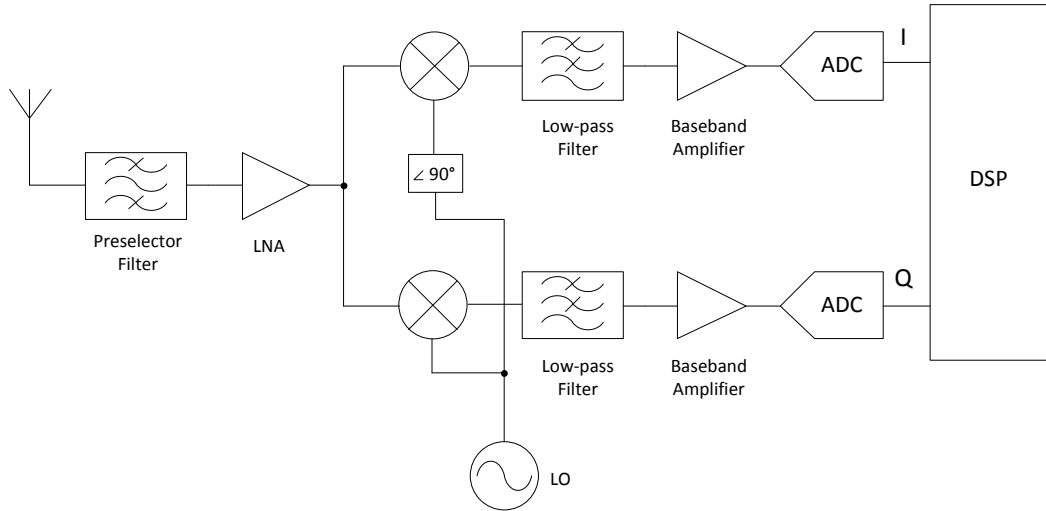 I
ADC
Low-pass
Filter
Baseband
Amplifier
∠ 90°
DSP
Preselector
Filter
LNA
Q
ADC
Low-pass
Filter
Baseband
Amplifier
LO